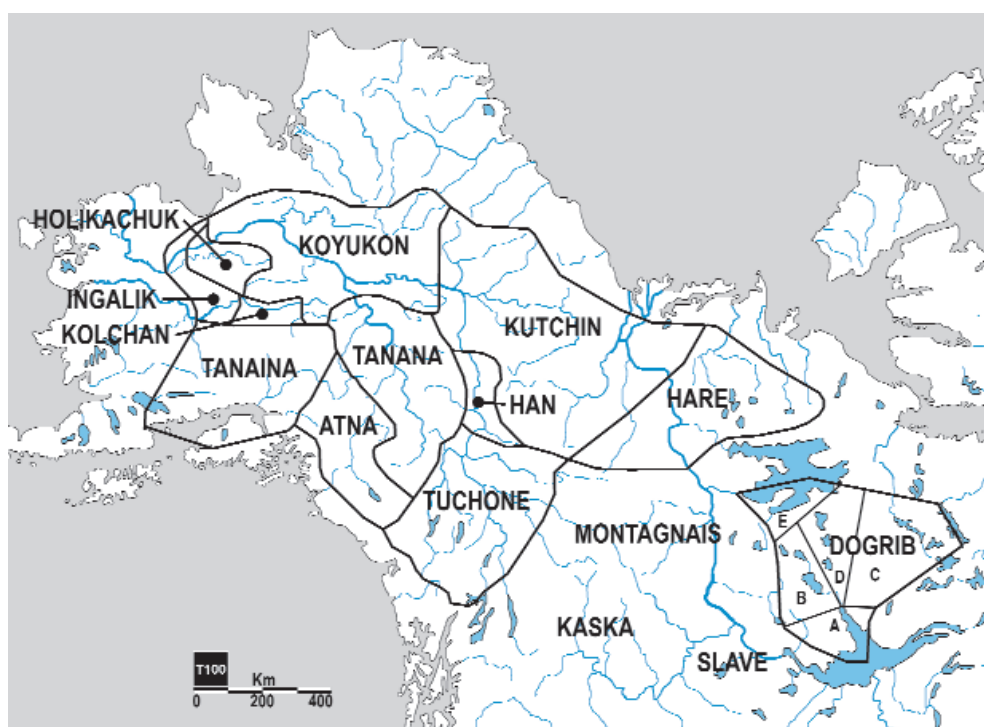 HOLIKACHUK
KOYUKON
INGALIK
KOLCHAN
KUTCHIN
TANAINA
TANANA
HAN
HARE
ATNA
TUCHONE
MONTAGNAIS
E
DOGRIB
D
C
B
A
KASKA
SLAVE
T100
Km
0 200 400